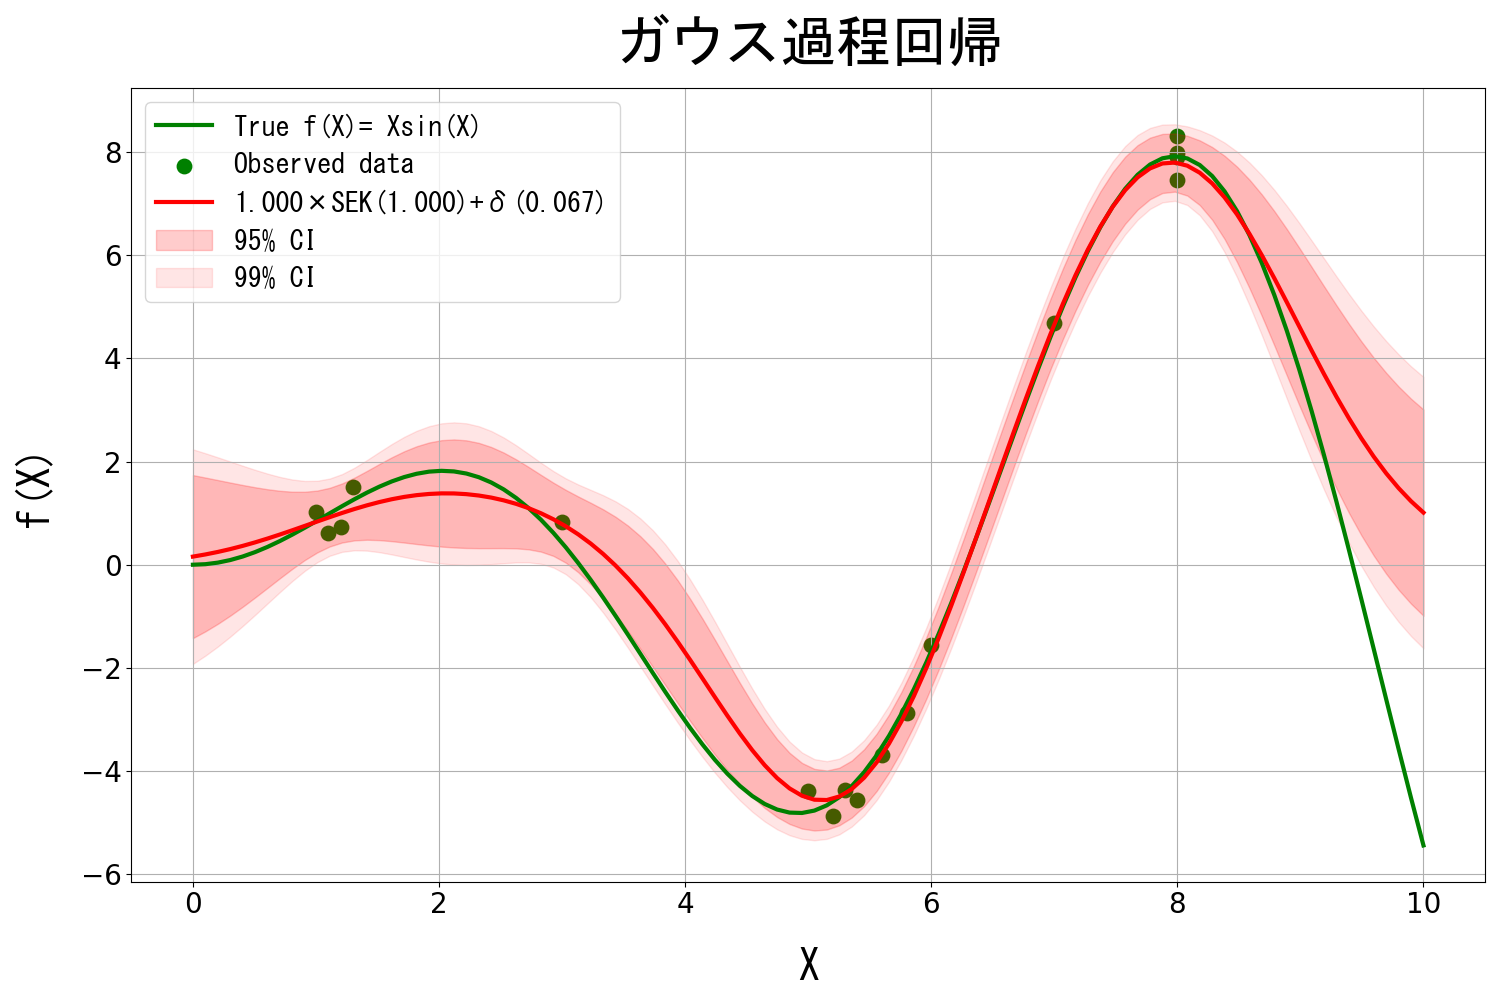 ガウス過程回帰
True f(X)= Xsin(X)
Observed data
1.000×SEK(1.000)+δ(0.067)
95% CI
99% CI
f(X)
8
6
4
2
0
−2
−4
−6
0 2 4 6 8 10
X